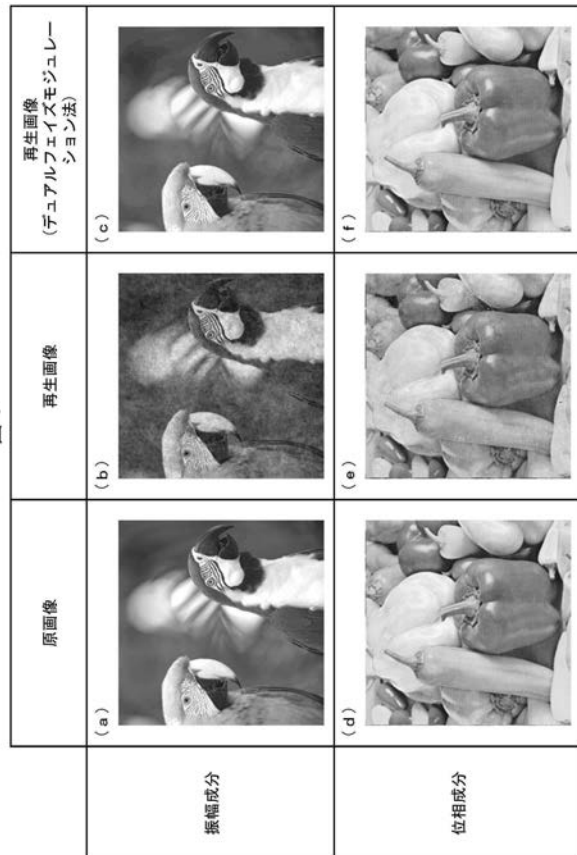 原画像
再生画像
再生画像
(デュアルフェイズモジュレー
ション法)
振幅成分
(a)
(b)
(c)
位相成分
(d)
(e)
(f)